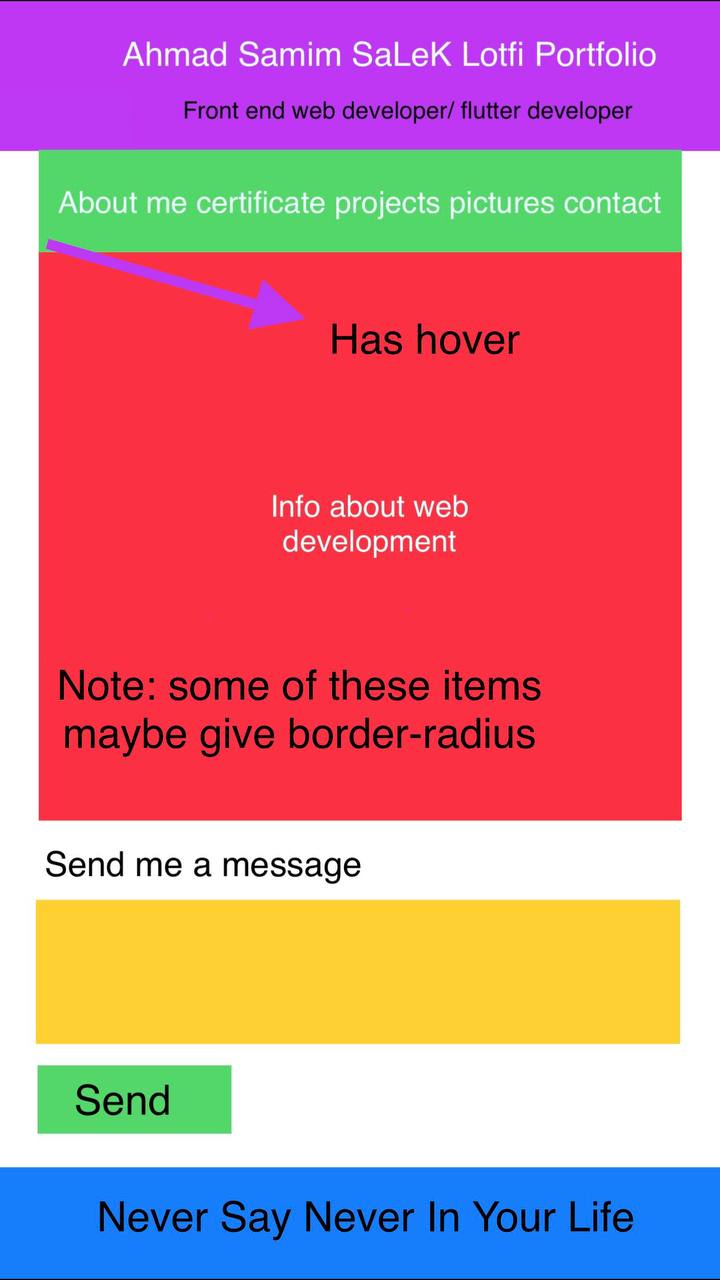 Ahmad Samim SaLeK Lotfi Portfolio
Front end web developer/ flutter developer
About me certificate projects pictures contact
Has hover
Info about web
development
Note: some of these items
maybe give border-radius
Send me a message
Send
Never Say Never In Your Life